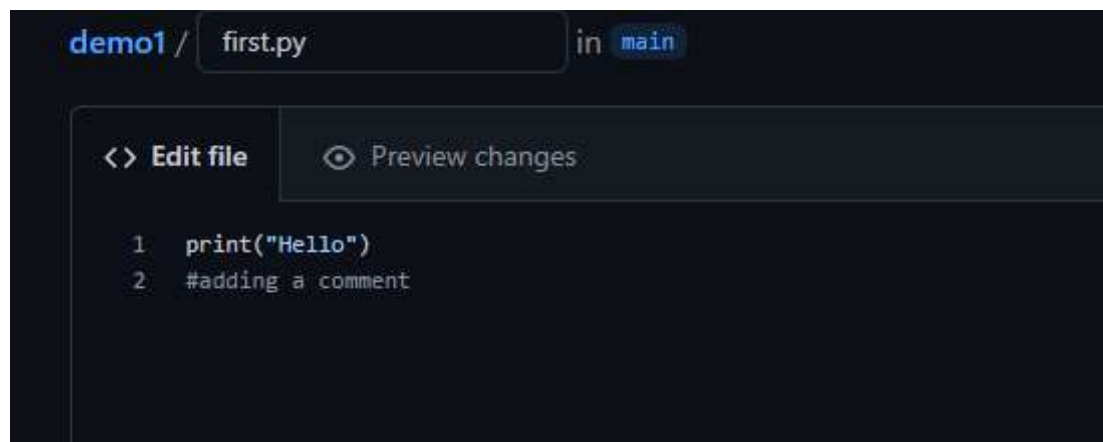 demo1 / first.py in main
<> Edit file Preview changes
1 print("Hello")
2 #adding a comment